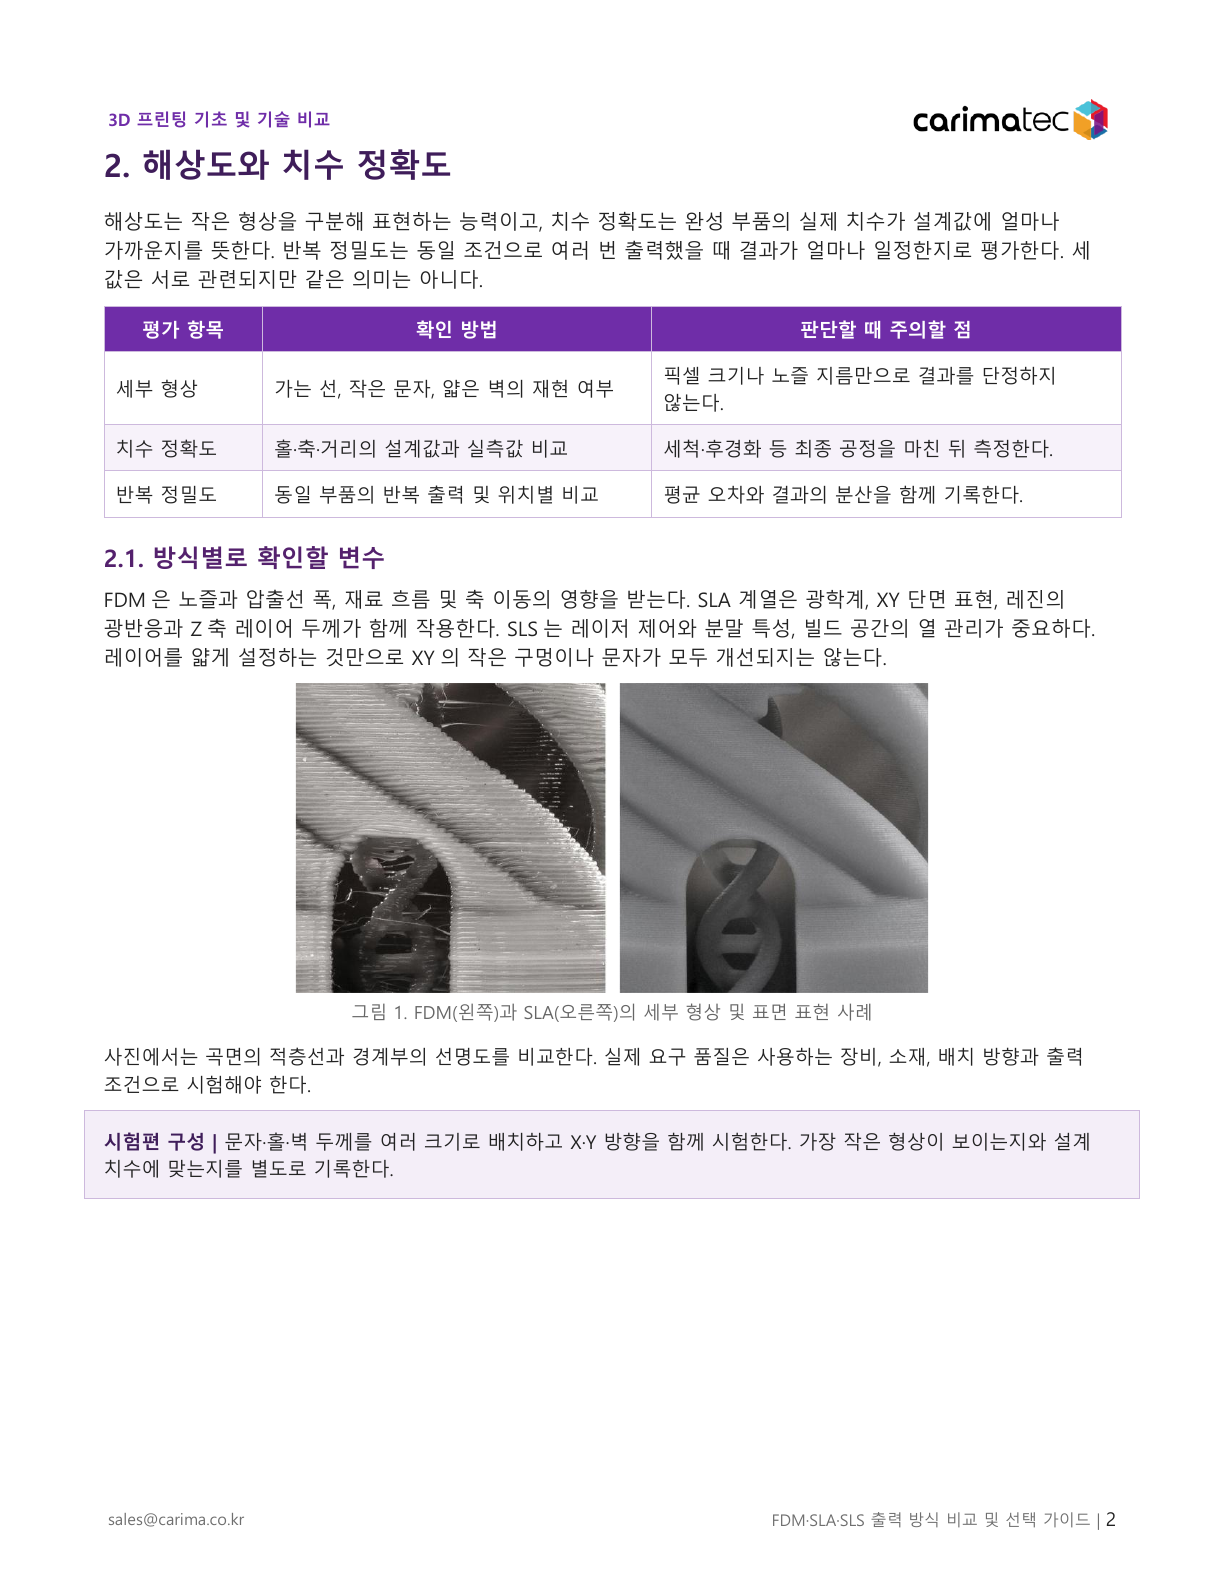 3D 프린팅 기초 및 기술 비교
carimatec
2. 해상도와 치수 정확도
해상도는 작은 형상을 구분해 표현하는 능력이고, 치수 정확도는 완성 부품의 실제 치수가 설계값에 얼마나
가까운지를 뜻한다. 반복 정밀도는 동일 조건으로 여러 번 출력했을 때 결과가 얼마나 일정한지로 평가한다. 세
값은 서로 관련되지만 같은 의미는 아니다.
평가 항목 확인 방법 판단할 때 주의할 점
세부 형상 가는 선, 작은 문자, 얇은 벽의 재현 여부 픽셀 크기나 노즐 지름만으로 결과를 단정하지
않는다.
치수 정확도 홀·축·거리의 설계값과 실측값 비교 세척·후경화 등 최종 공정을 마친 뒤 측정한다.
반복 정밀도 동일 부품의 반복 출력 및 위치별 비교 평균 오차와 결과의 분산을 함께 기록한다.
2.1. 방식별로 확인할 변수
FDM 은 노즐과 압출선 폭, 재료 흐름 및 축 이동의 영향을 받는다. SLA 계열은 광학계, XY 단면 표현, 레진의
광반응과 Z 축 레이어 두께가 함께 작용한다. SLS 는 레이저 제어와 분말 특성, 빌드 공간의 열 관리가 중요하다.
레이어를 얇게 설정하는 것만으로 XY 의 작은 구멍이나 문자가 모두 개선되지는 않는다.
그림 1. FDM(왼쪽)과 SLA(오른쪽)의 세부 형상 및 표면 표현 사례
사진에서는 곡면의 적층선과 경계부의 선명도를 비교한다. 실제 요구 품질은 사용하는 장비, 소재, 배치 방향과 출력
조건으로 시험해야 한다.
시험편 구성 | 문자·홀·벽 두께를 여러 크기로 배치하고 X·Y 방향을 함께 시험한다. 가장 작은 형상이 보이는지와 설계
치수에 맞는지를 별도로 기록한다.
sales@carima.co.kr
FDM·SLA·SLS 출력 방식 비교 및 선택 가이드 | 2